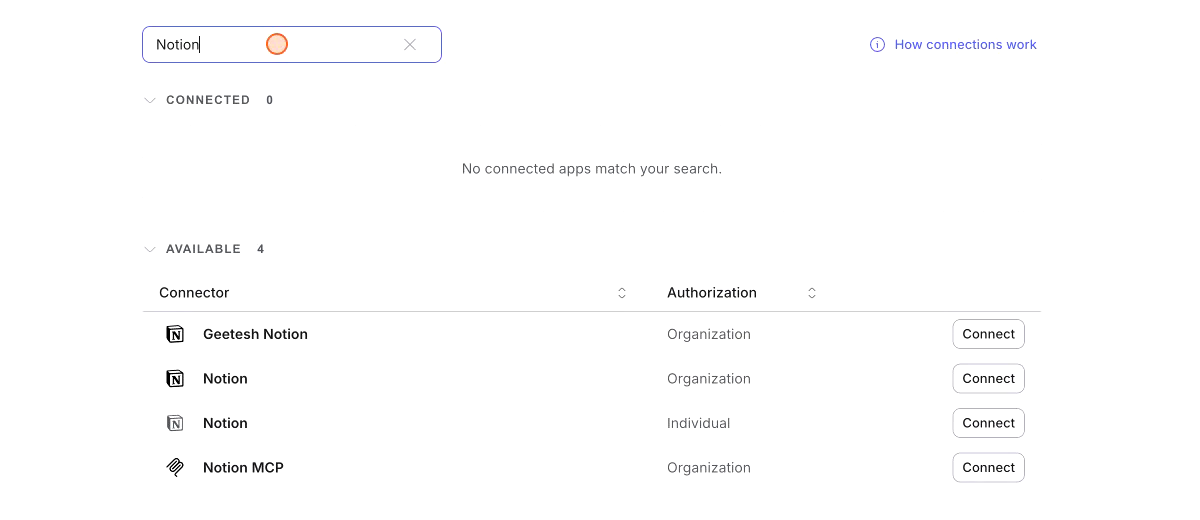 Notion
How connections work
CONNECTED 0
No connected apps match your search.
AVAILABLE 4
Connector Authorization
Geetesh Notion Organization Connect
Notion Organization Connect
Notion Individual Connect
Notion MCP Organization Connect